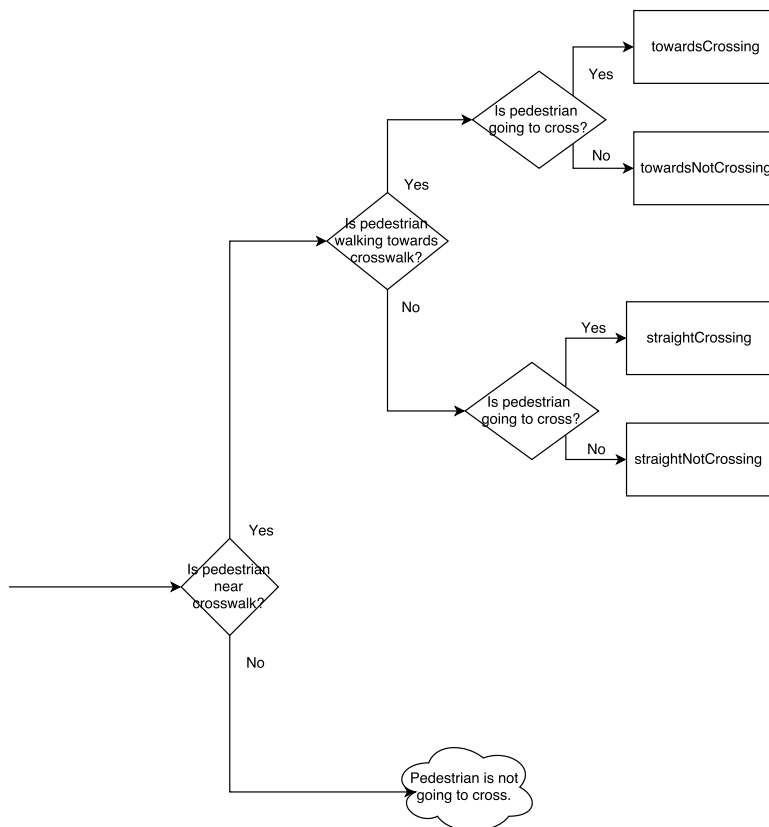 towardsCrossing
Yes
Is pedestrian
going to cross?
No
towardsNotCrossing
Yes
Is pedestrian
walking towards
crosswalk?
No
Yes
straightCrossing
Is pedestrian
going to cross?
No
straightNotCrossing
Yes
Is pedestrian
near
crosswalk?
No
Pedestrian is not
going to cross.